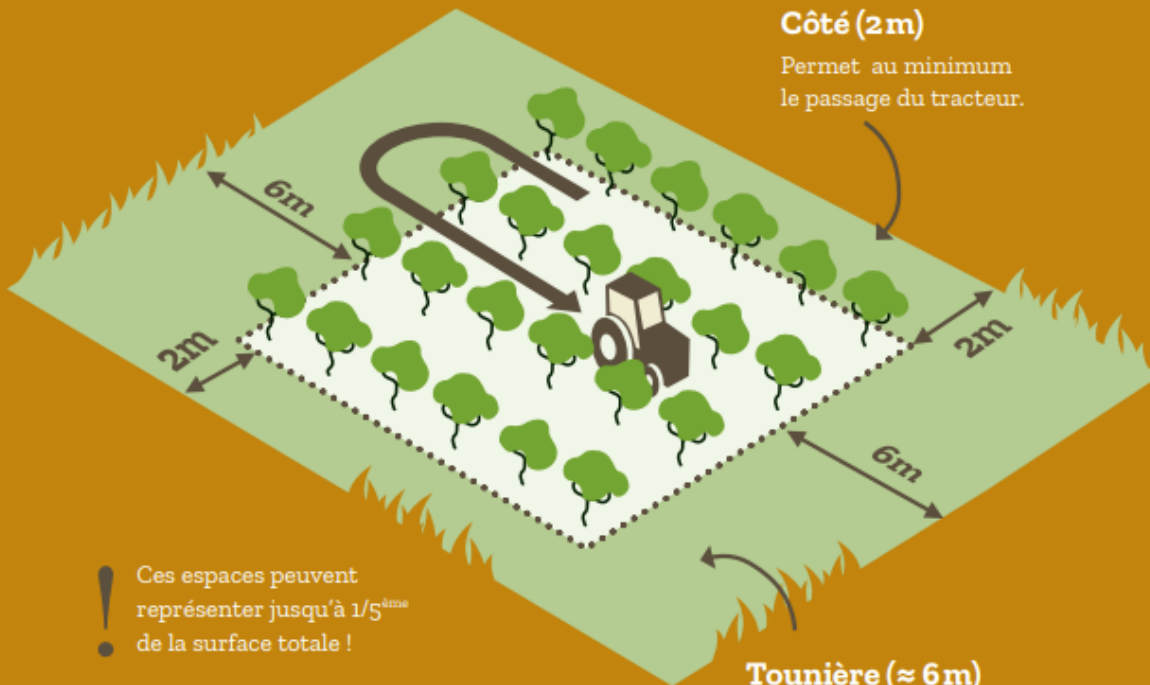 Côté (2m)
Permet au minimum
le passage du tracteur.
6m
2m
2m
6m
Ces espaces peuvent
représenter jusqu'à 1/5ème
de la surface totale !
Tounière (≈ 6m)